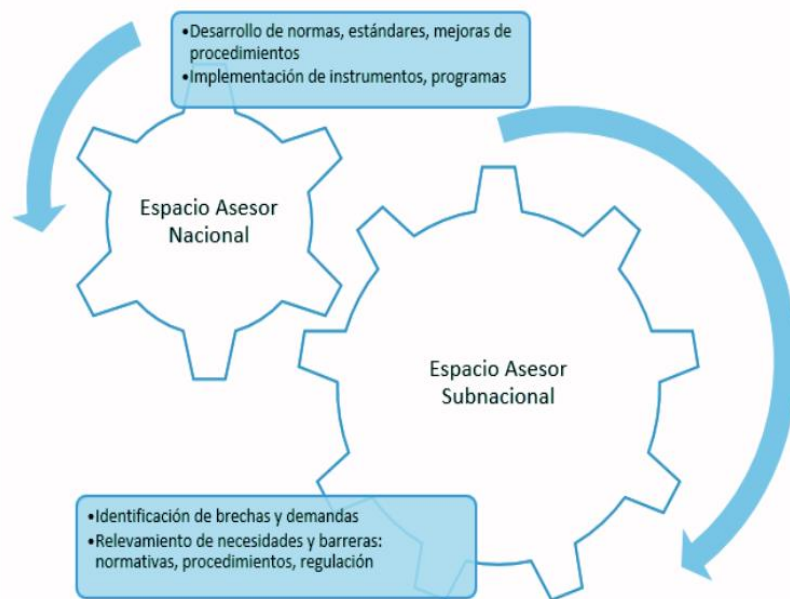 •Desarrollo de normas, estándares, mejoras de
procedimientos
•Implementación de instrumentos, programas
Espacio Asesor
Nacional
Espacio Asesor
Subnacional
•Identificación de brechas y demandas
•Relevamiento de necesidades y barreras:
normativas, procedimientos, regulación